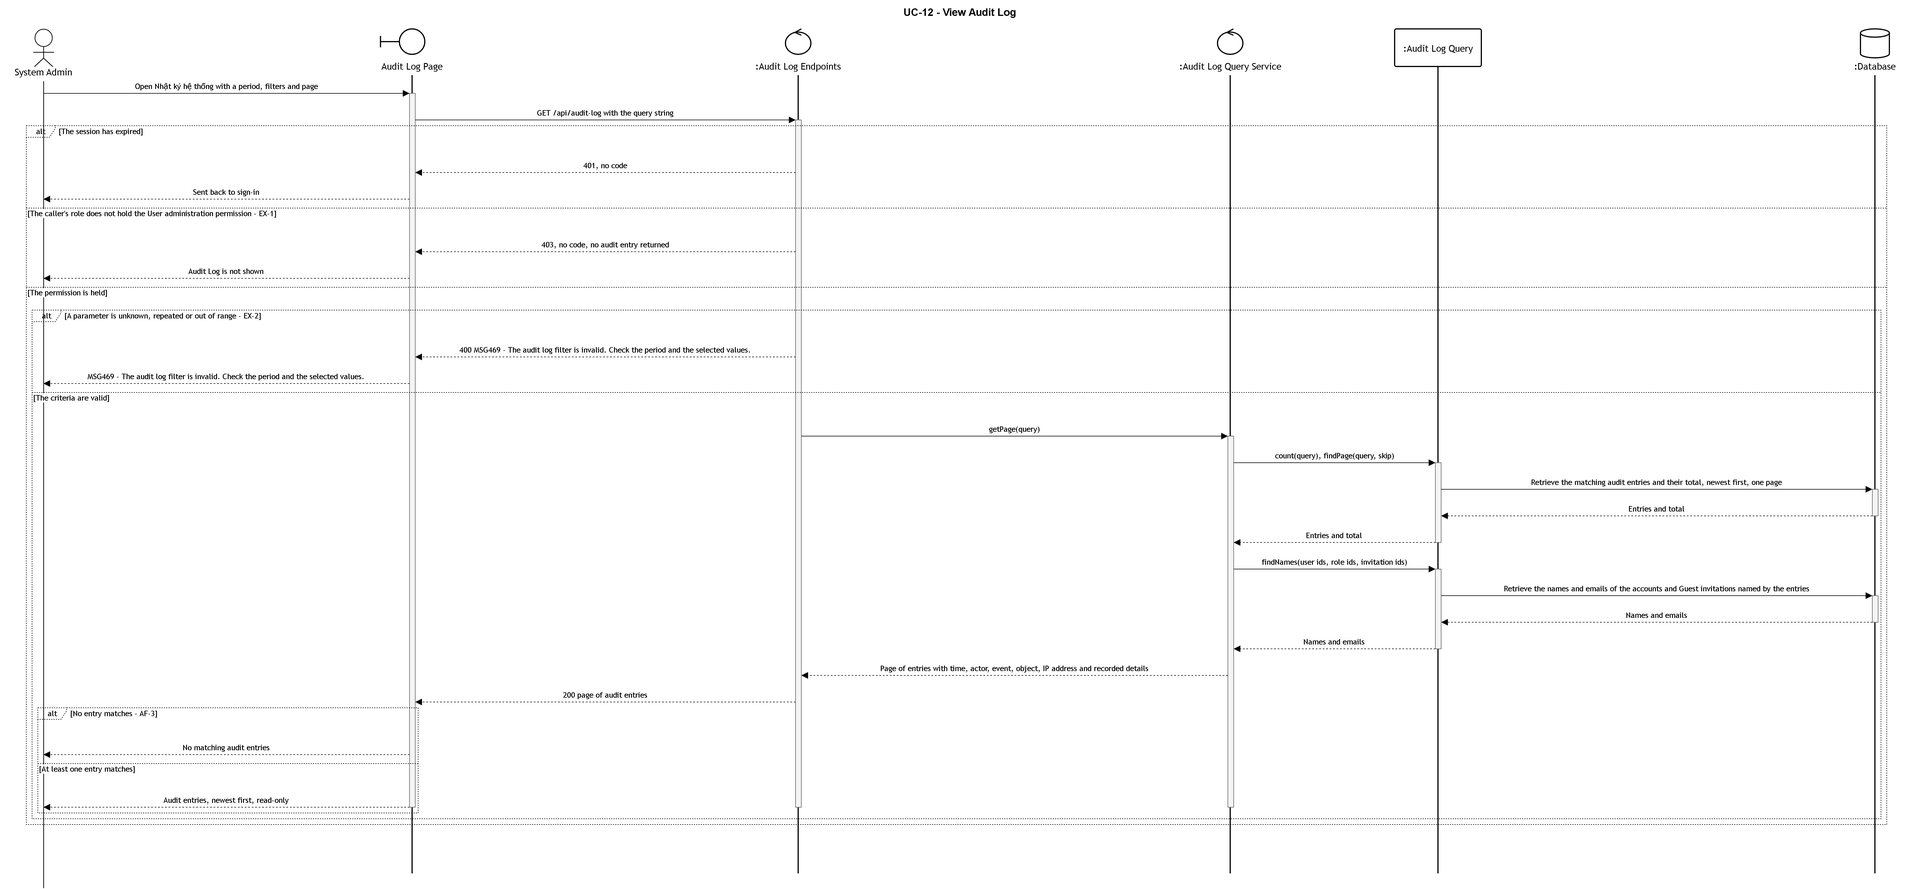 UC-12 - View Audit Log
System Admin
Audit Log Page
:Audit Log Endpoints
:Audit Log Query Service
:Audit Log Query
:Database
Open Nhật ký hệ thống with a period, filters and page
GET /api/audit-log with the query string
alt [The session has expired]
401, no code
Sent back to sign-in
[The caller's role does not hold the User administration permission - EX-1]
403, no code, no audit entry returned
Audit Log is not shown
[The permission is held]
alt [A parameter is unknown, repeated or out of range - EX-2]
400 MSG469 - The audit log filter is invalid. Check the period and the selected values.
MSG469 - The audit log filter is invalid. Check the period and the selected values.
[The criteria are valid]
getPage(query)
count(query), findPage(query, skip)
Retrieve the matching audit entries and their total, newest first, one page
Entries and total
Entries and total
findNames(user ids, role ids, invitation ids)
Retrieve the names and emails of the accounts and Guest invitations named by the entries
Names and emails
Names and emails
Page of entries with time, actor, event, object, IP address and recorded details
200 page of audit entries
alt [No entry matches - AF-3]
No matching audit entries
[At least one entry matches]
Audit entries, newest first, read-only